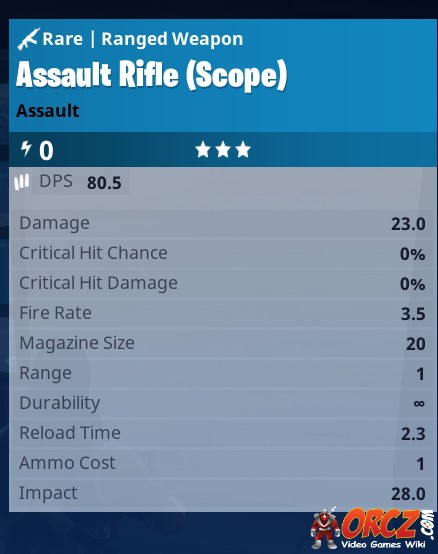 Rare | Ranged Weapon
Assault Rifle (Scope)
Assault
0
DPS 80.5
Damage 23.0
Critical Hit Chance 0%
Critical Hit Damage 0%
Fire Rate 3.5
Magazine Size 20
Range 1
Durability ∞
Reload Time 2.3
Ammo Cost 1
Impact 28.0
ORCZ.COM
Video Games Wiki